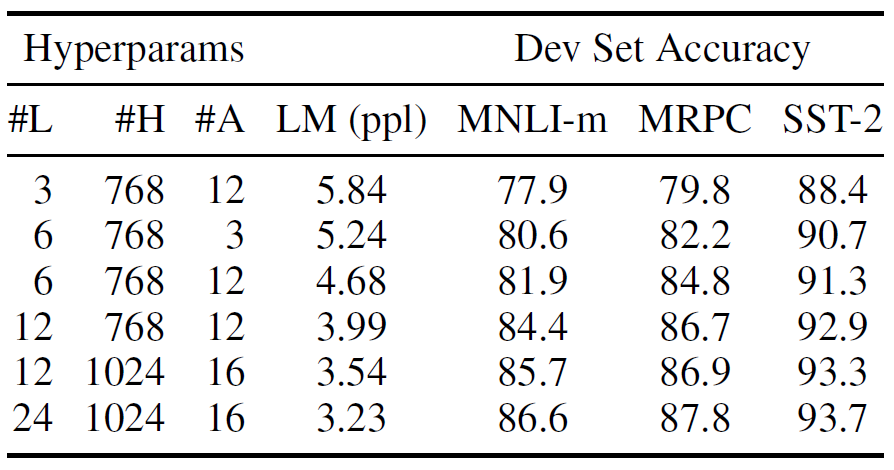 Hyperparams Dev Set Accuracy
#L #H #A LM (ppl) MNLI-m MRPC SST-2
3 768 12 5.84 77.9 79.8 88.4
6 768 3 5.24 80.6 82.2 90.7
6 768 12 4.68 81.9 84.8 91.3
12 768 12 3.99 84.4 86.7 92.9
12 1024 16 3.54 85.7 86.9 93.3
24 1024 16 3.23 86.6 87.8 93.7